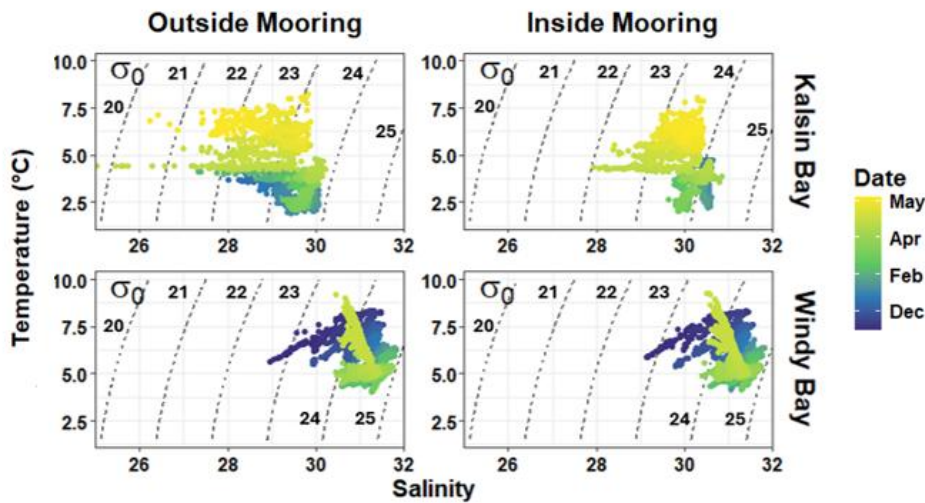 Outside Mooring
Inside Mooring
σ0 21 22 23 24
20
25
10.0
7.5
5.0
2.5
26 28 30 32
σ0 21 22 23 24
20
25
10.0
7.5
5.0
2.5
26 28 30 32
Kalsin Bay
σ0 21 22 23
20
24 25
10.0
7.5
5.0
2.5
26 28 30 32
σ0 21 22 23
20
24 25
10.0
7.5
5.0
2.5
26 28 30 32
Windy Bay
Temperature (°C)
Salinity
Date
May
Apr
Feb
Dec